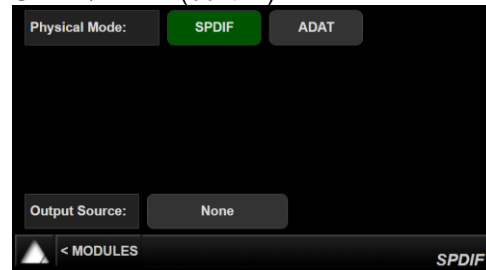 Physical Mode: SPDIF ADAT
Output Source: None
< MODULES
SPDIF